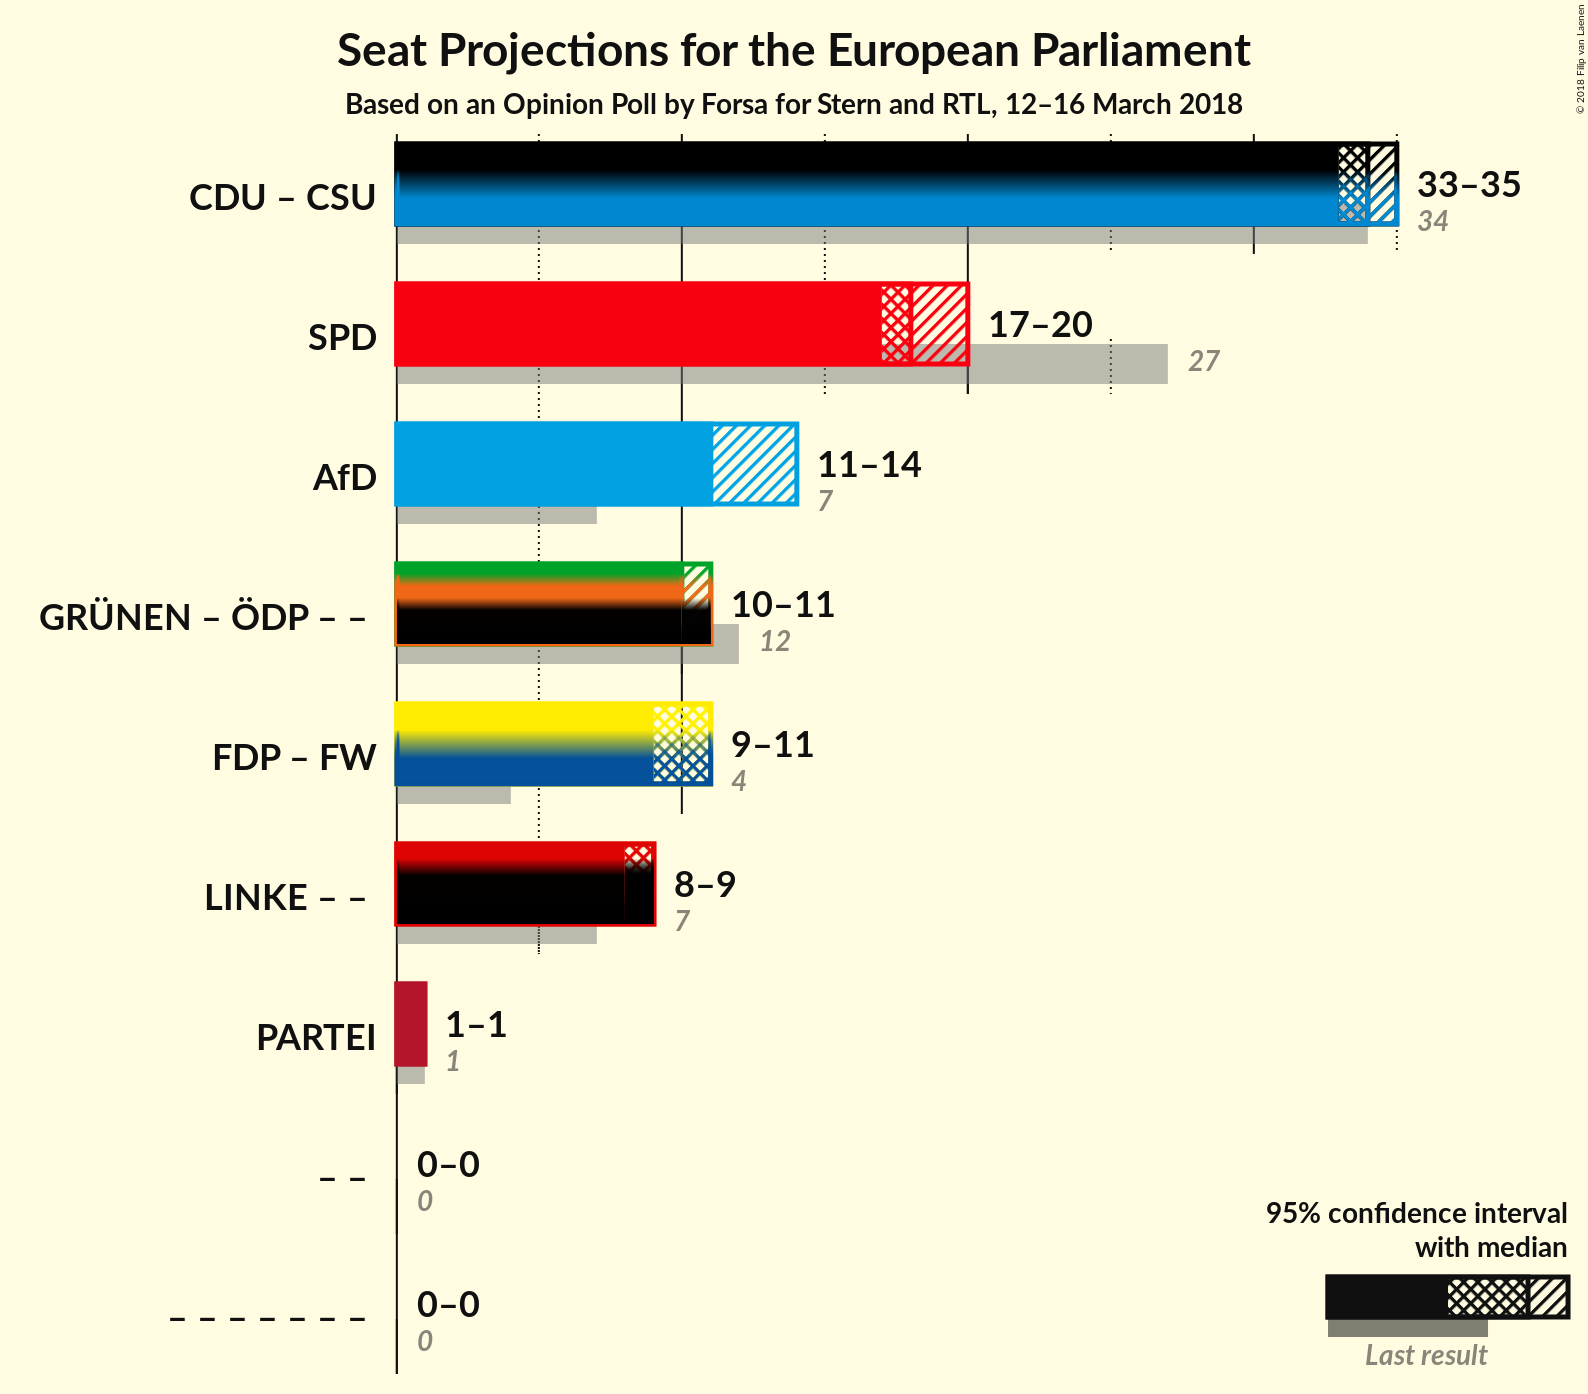 Seat Projections for the European Parliament
Based on an Opinion Poll by Forsa for Stern and RTL, 12–16 March 2018
© 2018 Filip van Laenen
CDU – CSU
33–35
34
SPD
17–20
27
AfD
11–14
7
GRÜNEN – ÖDP – –
10–11
12
FDP – FW
9–11
4
LINKE – –
8–9
7
PARTEI
1–1
1
– –
0–0
0
– – – – – – –
0–0
0
95% confidence interval
with median
Last result